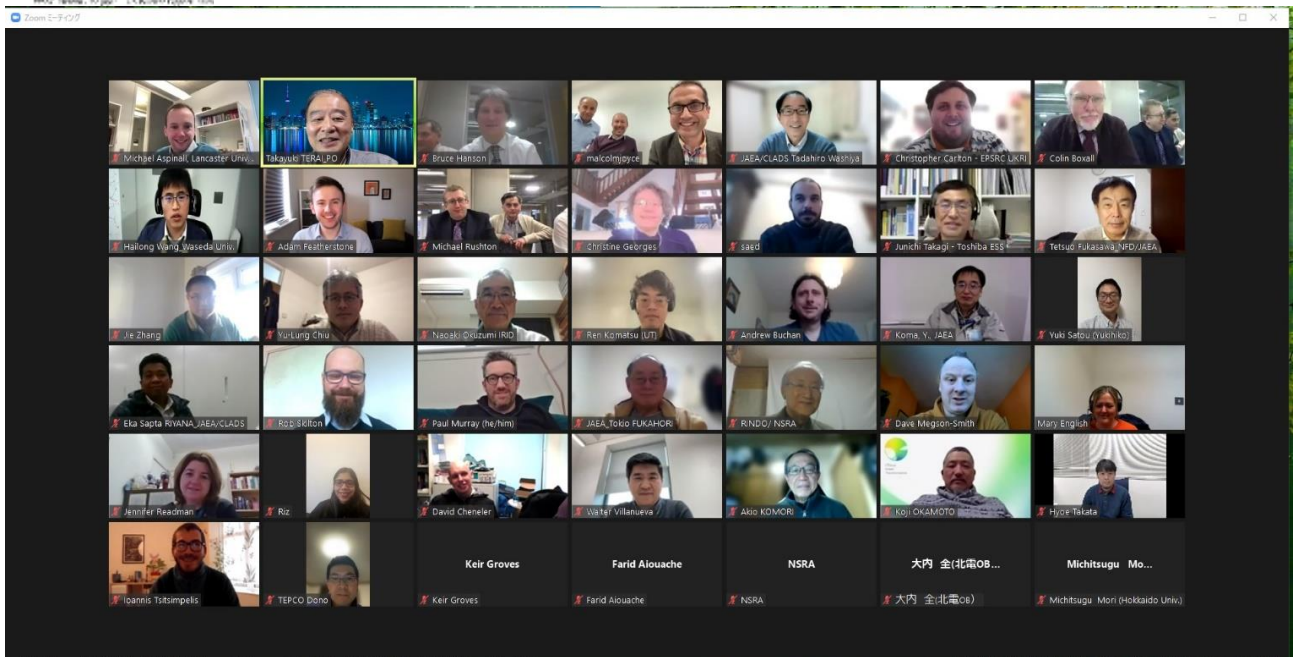 Zoom ミーティング
Michael Aspinall, Lancaster Univ...
Takayuki TERAI_PO
Bruce Hanson
malcolmjoyce
JAEA/CLADS Tadahiro Washiya
Christopher Carlton - EPSRC UKRI
Colin Boxall
Hailong Wang_Waseda Univ.
Adam Featherstone
Michael Rushton
Christine Georges
saed
Junichi Takagi - Toshiba ESS
Tetsuo Fukasawa_NFD/JAEA
Jie Zhang
Yu-Lung Chiu
Naoaki Okuzumi IRID
Ren Komatsu (UT)
Andrew Buchan
Koma, Y., JAEA
Yuki Satou (Yukihiko)
Eka Sapta RIYANA_JAEA/CLADS
Rob Skilton
Paul Murray (he/him)
JAEA_Tokio FUKAHORI
RINDO/ NSRA
Dave Megson-Smith
Mary English
Jennifer Readman
Riz
David Cheneler
Walter Villanueva
Akio KOMORI
Koji OKAMOTO
Hyoe Takata
Ioannis Tsitsimpelis
TEPCO Dono
Keir Groves
Keir Groves
Farid Aiouache
Farid Aiouache
NSRA
NSRA
大内 全(北電OB...
大内 全(北電OB)
Michitsugu Mo...
Michitsugu Mori (Hokkaido Univ.)